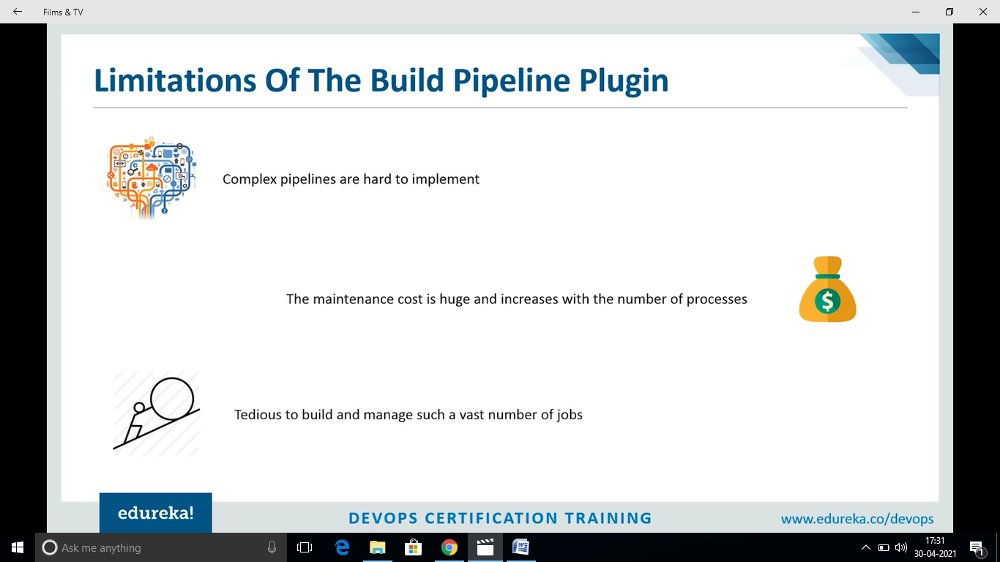 Films & TV
Limitations Of The Build Pipeline Plugin
Complex pipelines are hard to implement
The maintenance cost is huge and increases with the number of processes
$
Tedious to build and manage such a vast number of jobs
edureka!
DEVOPS CERTIFICATION TRAINING
www.edureka.co/devops
Ask me anything
17:31
30-04-2021
1